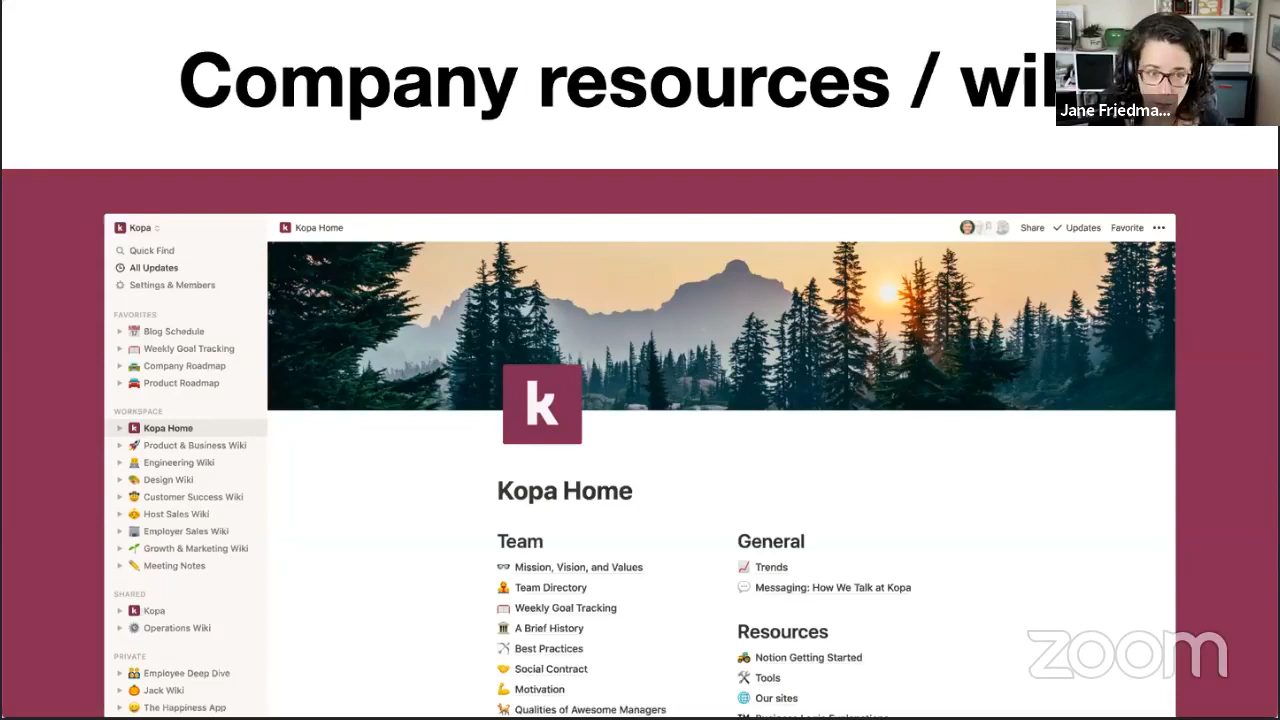 Company resources / wi
Jane Friedma...
Kopa
Quick Find
All Updates
Settings & Members
FAVORITES
Blog Schedule
Weekly Goal Tracking
Company Roadmap
Product Roadmap
WORKSPACE
Kopa Home
Product & Business Wiki
Engineering Wiki
Design Wiki
Customer Success Wiki
Host Sales Wiki
Employer Sales Wiki
Growth & Marketing Wiki
Meeting Notes
SHARED
Kopa
Operations Wiki
PRIVATE
Employee Deep Dive
Jack Wiki
The Happiness App
Kopa Home
Share
Updates
Favorite
k
Kopa Home
Team
Mission, Vision, and Values
Team Directory
Weekly Goal Tracking
A Brief History
Best Practices
Social Contract
Motivation
Qualities of Awesome Managers
General
Trends
Messaging: How We Talk at Kopa
Resources
Notion Getting Started
Tools
Our sites
zoom